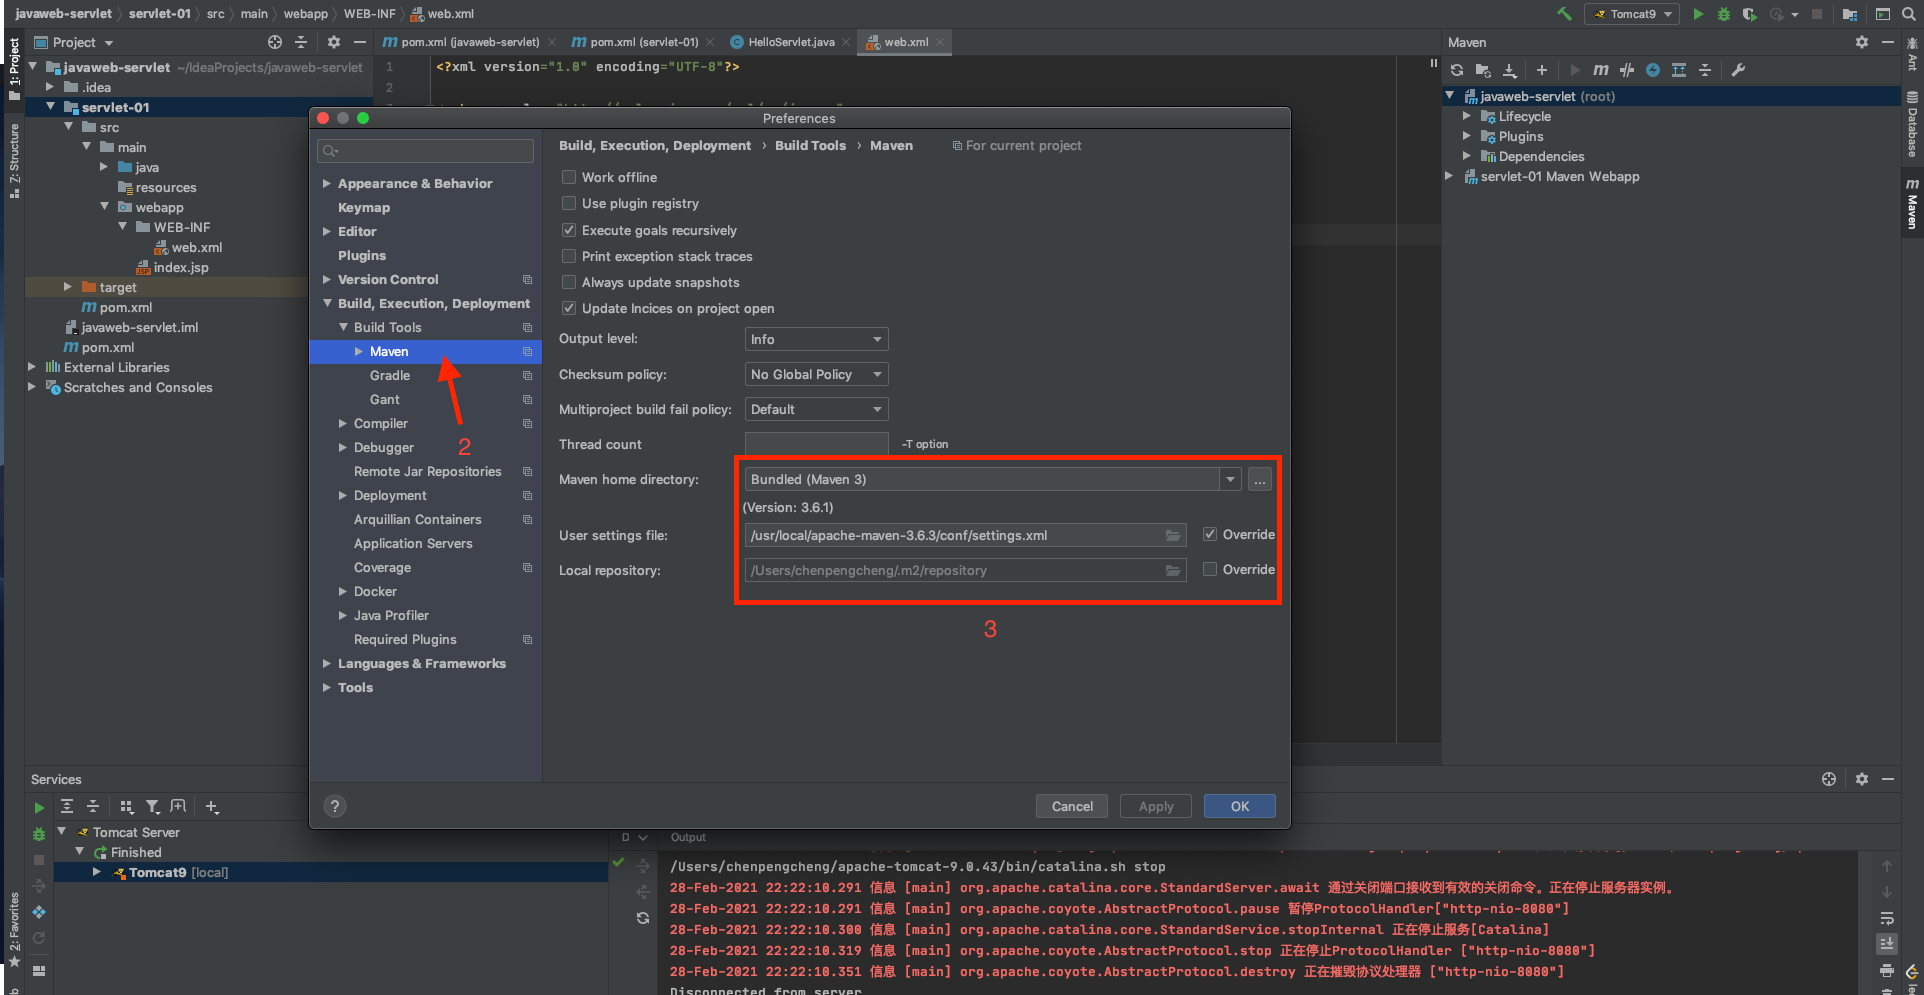 javaweb-servlet servlet-01 src main webapp WEB-INF web.xml
Tomcat9
Project
pom.xml (javaweb-servlet)
pom.xml (servlet-01)
HelloServlet.java
web.xml
Maven
1: Project
Z: Structure
2: Favorites
Ant
Database
Maven
javaweb-servlet ~/IdeaProjects/javaweb-servlet
.idea
servlet-01
src
main
java
resources
webapp
WEB-INF
web.xml
index.jsp
target
pom.xml
javaweb-servlet.iml
pom.xml
External Libraries
Scratches and Consoles
1
2
<?xml version="1.0" encoding="UTF-8"?>
javaweb-servlet (root)
Lifecycle
Plugins
Dependencies
servlet-01 Maven Webapp
Preferences
Appearance & Behavior
Keymap
Editor
Plugins
Version Control
Build, Execution, Deployment
Build Tools
Maven
Gradle
Gant
Compiler
Debugger
Remote Jar Repositories
Deployment
Arquillian Containers
Application Servers
Coverage
Docker
Java Profiler
Required Plugins
Languages & Frameworks
Tools
2
Build, Execution, Deployment › Build Tools › Maven
For current project
Work offline
Use plugin registry
Execute goals recursively
Print exception stack traces
Always update snapshots
Update Incices on project open
Output level: Info
Checksum policy: No Global Policy
Multiproject build fail policy: Default
Thread count -T option
Maven home directory: Bundled (Maven 3) ...
(Version: 3.6.1)
User settings file: /usr/local/apache-maven-3.6.3/conf/settings.xml Override
Local repository: /Users/chenpengcheng/.m2/repository Override
3
? Cancel Apply OK
Services
Tomcat Server
Finished
Tomcat9 [local]
D Output
/Users/chenpengcheng/apache-tomcat-9.0.43/bin/catalina.sh stop
28-Feb-2021 22:22:10.291 信息 [main] org.apache.catalina.core.StandardServer.await 通过关闭端口接收到有效的关闭命令。正在停止服务器实例。
28-Feb-2021 22:22:10.291 信息 [main] org.apache.coyote.AbstractProtocol.pause 暂停ProtocolHandler["http-nio-8080"]
28-Feb-2021 22:22:10.300 信息 [main] org.apache.catalina.core.StandardService.stopInternal 正在停止服务[Catalina]
28-Feb-2021 22:22:10.319 信息 [main] org.apache.coyote.AbstractProtocol.stop 正在停止ProtocolHandler ["http-nio-8080"]
28-Feb-2021 22:22:10.351 信息 [main] org.apache.coyote.AbstractProtocol.destroy 正在摧毁协议处理器 ["http-nio-8080"]
Disconnected from server